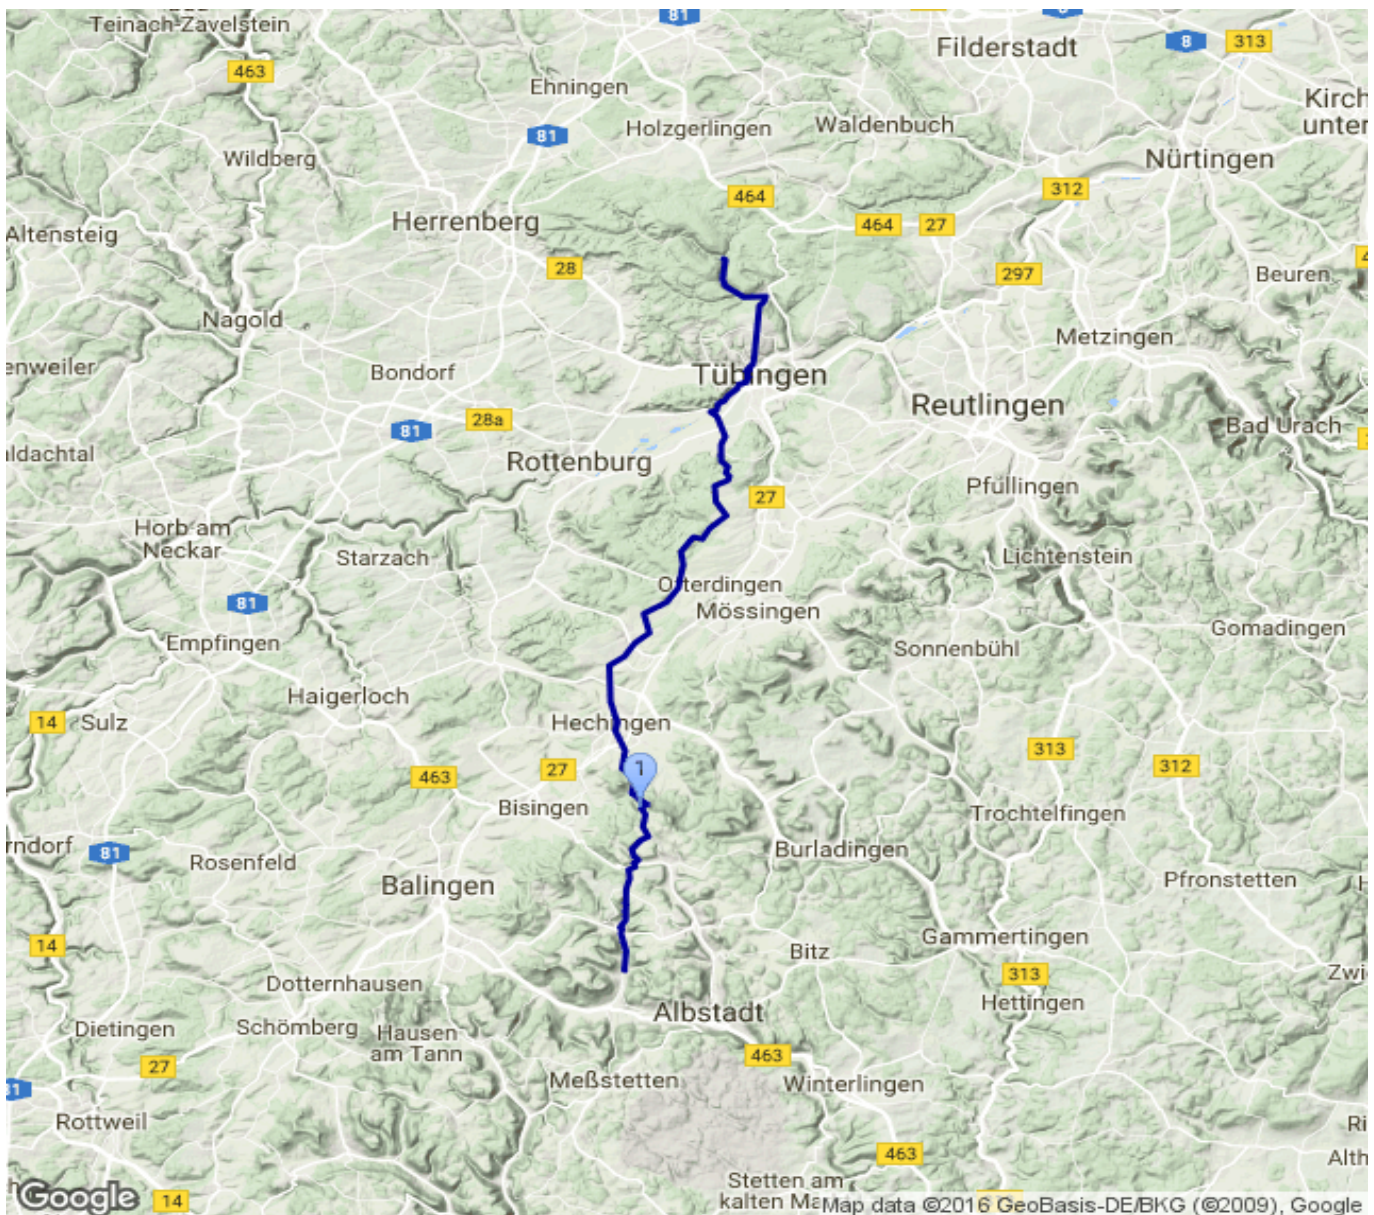 Teinach-Zavelstein
81
Filderstadt
8
313
463
Ehningen
Kirch
unter
81
Holzgerlingen
Waldenbuch
Wildberg
Nürtingen
464
312
Altensteig
Herrenberg
464
27
28
297
Beuren
Nagold
Metzingen
enweiler
Bondorf
Tübingen
Reutlingen
28a
81
Bad Urach
aldachtal
Rottenburg
Pfullingen
27
Horb am
Neckar
Starzach
Lichtenstein
Ofterdingen
81
Mössingen
Gomadingen
Empfingen
Sonnenbühl
Haigerloch
14
Sulz
Hechingen
313
312
1
27
463
Bisingen
Trochtelfingen
rndorf
81
Rosenfeld
Burladingen
Balingen
Pfronstetten
14
Gammertingen
Bitz
313
Zwi
Dotternhausen
Hettingen
Albstadt
Dietingen
Schömberg
Hausen
am Tann
463
27
Meßstetten
Winterlingen
Rottweil
Ri
463
Alth
Stetten am
kalten Ma
Google
14
Map data ©2016 GeoBasis-DE/BKG (©2009), Google